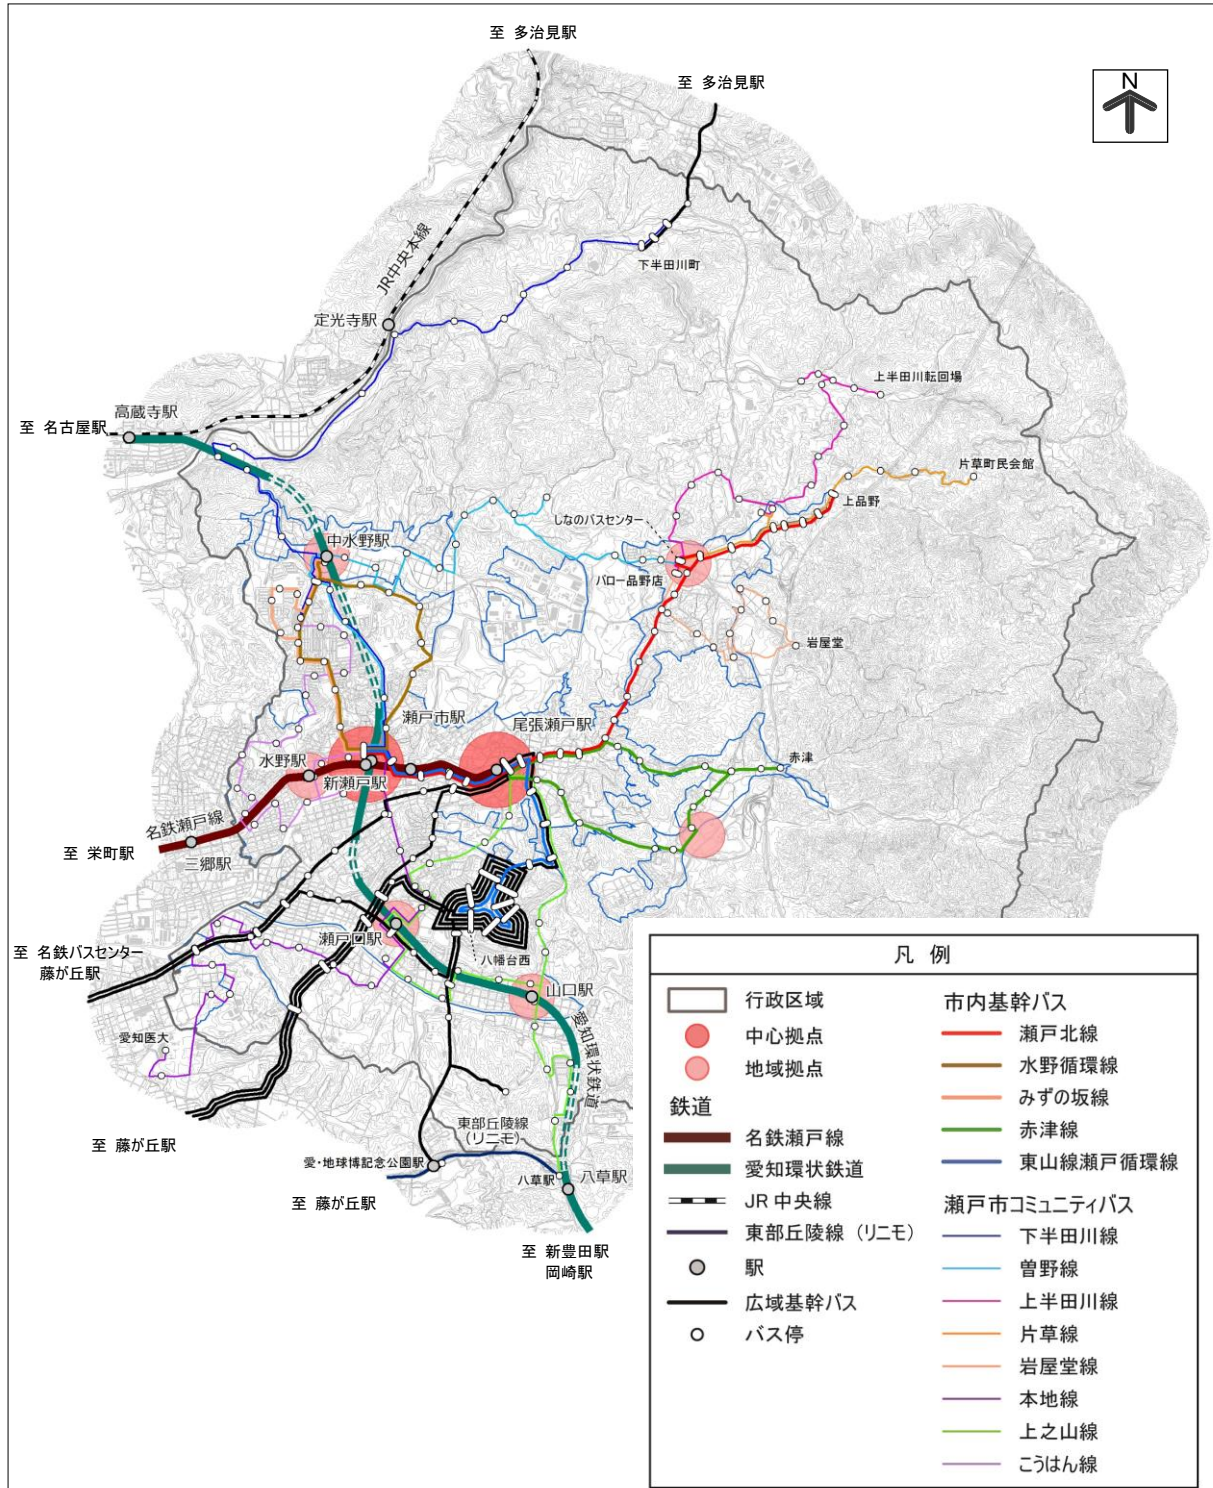 至 多治見駅
至 多治見駅
N
JR中央本線
下半田川町
定光寺駅
上半田川転回場
高蔵寺駅
至 名古屋駅
片草町民会館
上品野
しなのバスセンター
中水野駅
バロー品野店
岩屋堂
瀬戸市駅
尾張瀬戸駅
水野駅
赤津
新瀬戸駅
名鉄瀬戸線
至 栄町駅
三郷駅
瀬戸口駅
至 名鉄バスセンター
藤が丘駅
八幡台西
山口駅
愛知環状鉄道
愛知医大
東部丘陵線
(リニモ)
至 藤が丘駅
愛・地球博記念公園駅
八草駅
八草駅
至 藤が丘駅
至 新豊田駅
岡崎駅
凡 例
行政区域
中心拠点
地域拠点
鉄道
名鉄瀬戸線
愛知環状鉄道
JR 中央線
東部丘陵線 (リニモ)
駅
広域基幹バス
バス停
市内基幹バス
瀬戸北線
水野循環線
みずの坂線
赤津線
東山線瀬戸循環線
瀬戸市コミュニティバス
下半田川線
曽野線
上半田川線
片草線
岩屋堂線
本地線
上之山線
こうはん線